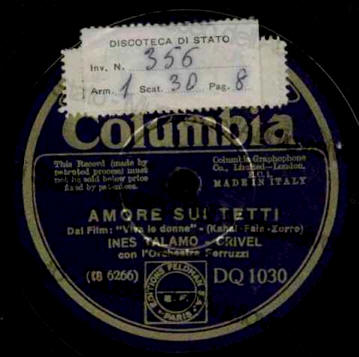 DISCOTECA DI STATO
Inv. N. 356
Arm. 1 Scat. 30 Pag. 8
Columbia
This Record (made by
patented process) must
not be sold below price
fixed by patentees.
Columbia Graphophone
Co., Limited—London,
E.C.1.
MADE IN ITALY
AMORE SUI TETTI
Dal Film: "Viva le donne" - (Kahal-Fain-Zorro)
INES TALAMO - CRIVEL
con l'Orchestra Ferruzzi
(CB 6266)
DQ 1030
EDITIONS FELDMAN S.A.
B. F.
PARIS